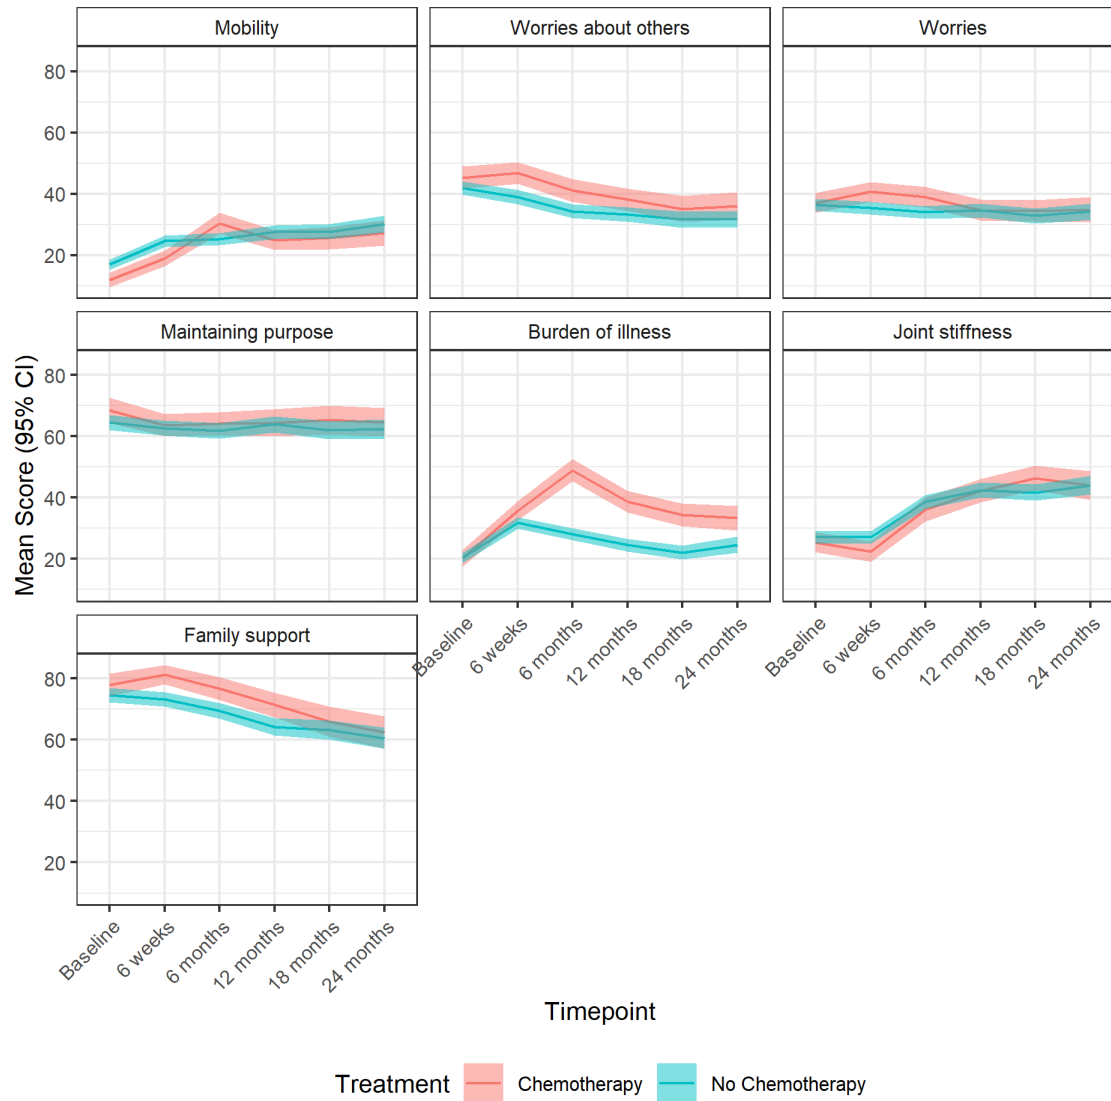 Mobility
Worries about others
Worries
80
60
40
20
Maintaining purpose
Burden of illness
Joint stiffness
80
60
40
20
Mean Score (95% CI)
Family support
80
60
40
20
Baseline
6 weeks
6 months
12 months
18 months
24 months
Baseline
6 weeks
6 months
12 months
18 months
24 months
Baseline
6 weeks
6 months
12 months
18 months
24 months
Timepoint
Treatment Chemotherapy No Chemotherapy